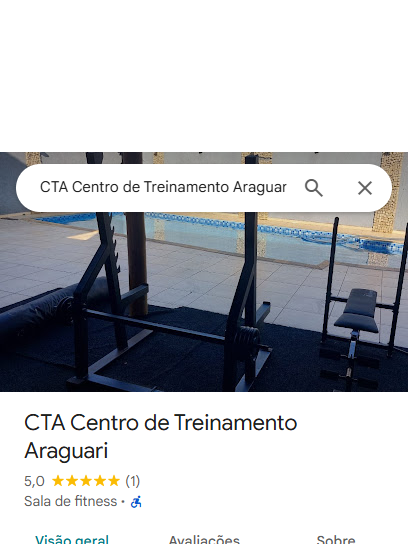 CTA Centro de Treinamento Araguar
CTA Centro de Treinamento
Araguari
5,0 ★★★★★ (1)
Sala de fitness ·
Visão geral Avaliações Sobre